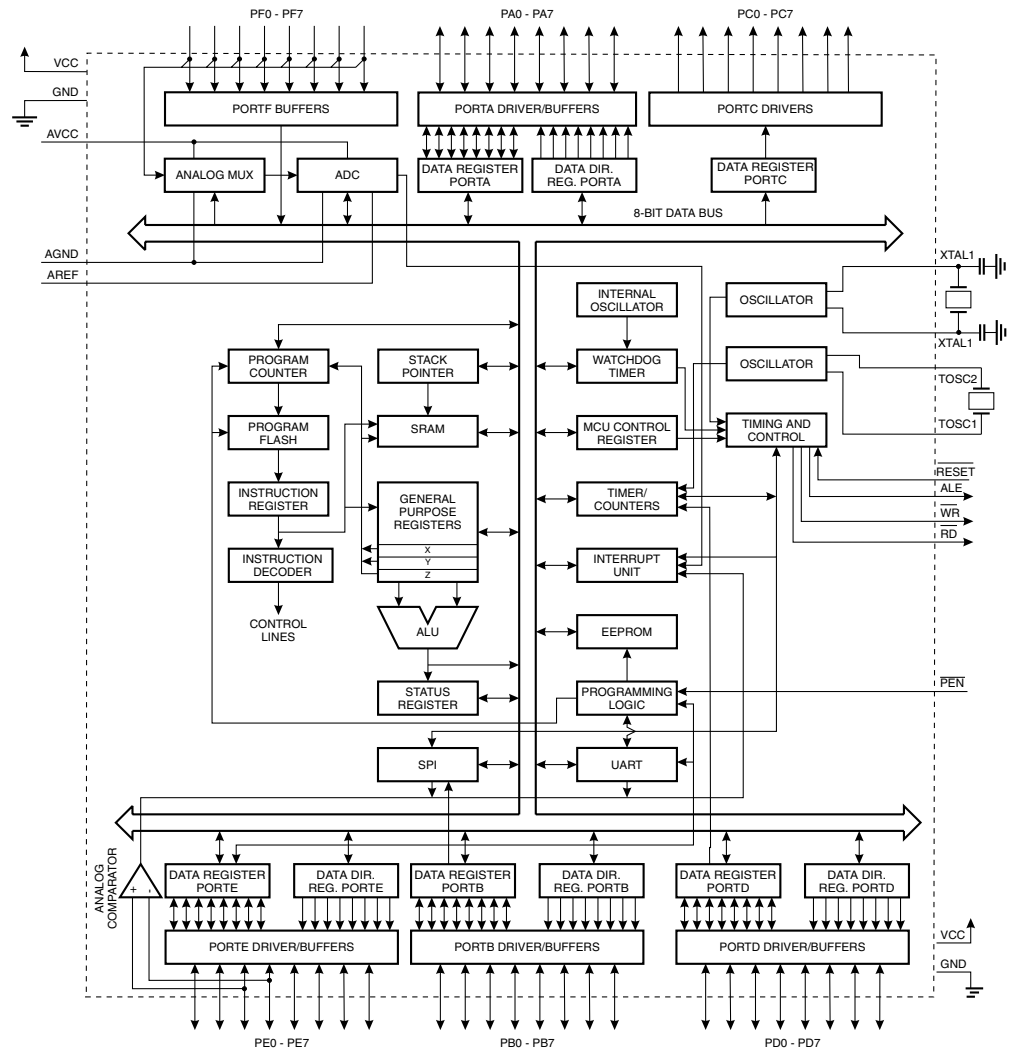 PF0 - PF7
PA0 - PA7
PC0 - PC7
VCC
GND
AVCC
PORTF BUFFERS
PORTA DRIVER/BUFFERS
PORTC DRIVERS
ANALOG MUX
ADC
DATA REGISTER
PORTA
DATA DIR.
REG. PORTA
DATA REGISTER
PORTC
8-BIT DATA BUS
AGND
AREF
XTAL1
INTERNAL
OSCILLATOR
OSCILLATOR
XTAL1
PROGRAM
COUNTER
STACK
POINTER
WATCHDOG
TIMER
OSCILLATOR
TOSC2
TOSC1
PROGRAM
FLASH
SRAM
MCU CONTROL
REGISTER
TIMING AND
CONTROL
RESET
ALE
WR
RD
INSTRUCTION
REGISTER
GENERAL
PURPOSE
REGISTERS
X
Y
Z
TIMER/
COUNTERS
INSTRUCTION
DECODER
INTERRUPT
UNIT
CONTROL
LINES
ALU
EEPROM
STATUS
REGISTER
PROGRAMMING
LOGIC
PEN
SPI
UART
ANALOG
COMPARATOR
+
-
DATA REGISTER
PORTE
DATA DIR.
REG. PORTE
DATA REGISTER
PORTB
DATA DIR.
REG. PORTB
DATA REGISTER
PORTD
DATA DIR.
REG. PORTD
PORTE DRIVER/BUFFERS
PORTB DRIVER/BUFFERS
PORTD DRIVER/BUFFERS
VCC
GND
PE0 - PE7
PB0 - PB7
PD0 - PD7